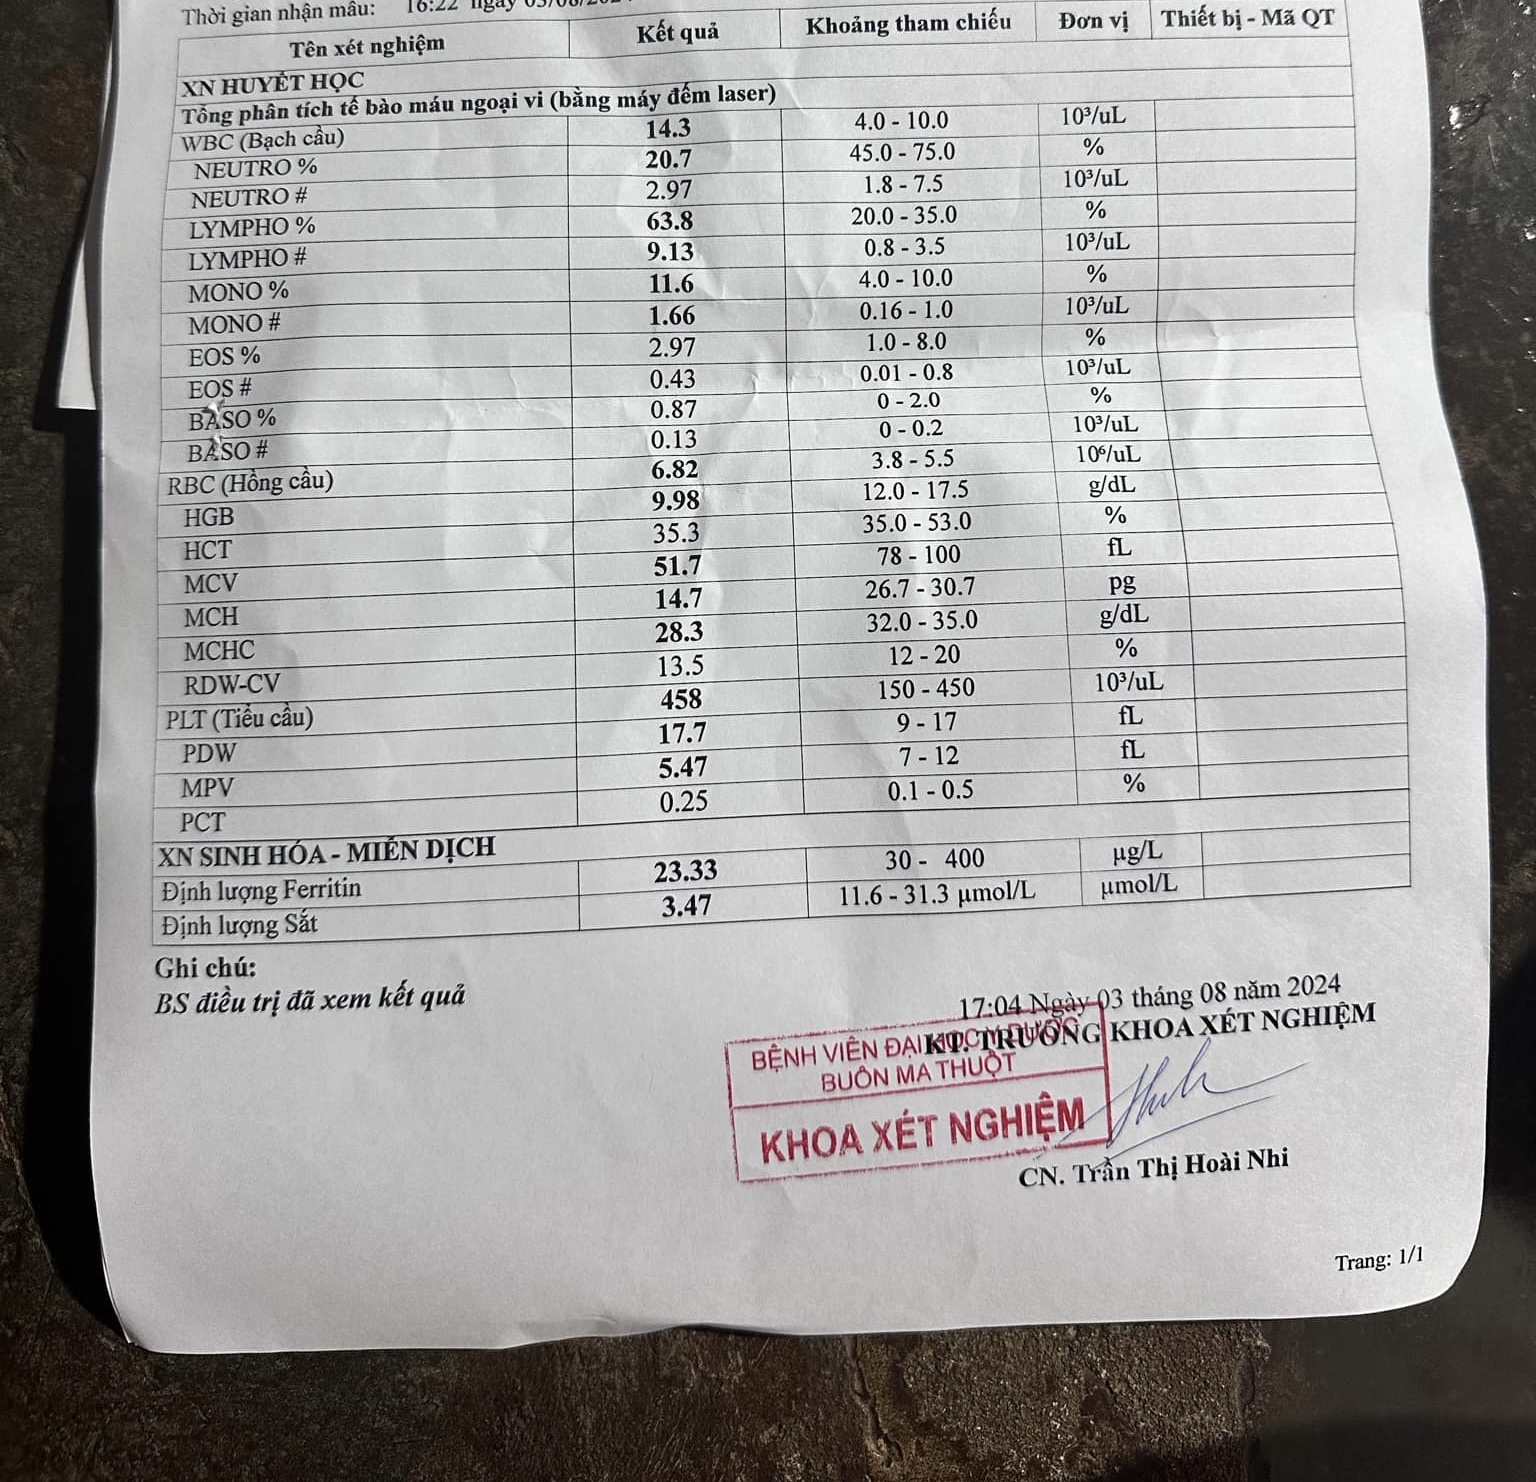 Thời gian nhận mẫu: 16:22 ngày 03/08/202
Tên xét nghiệm Kết quả Khoảng tham chiếu Đơn vị Thiết bị - Mã QT
XN HUYẾT HỌC
Tổng phân tích tế bào máu ngoại vi (bằng máy đếm laser)
WBC (Bạch cầu) 14.3 4.0 - 10.0 10³/uL
NEUTRO % 20.7 45.0 - 75.0 %
NEUTRO # 2.97 1.8 - 7.5 10³/uL
LYMPHO % 63.8 20.0 - 35.0 %
LYMPHO # 9.13 0.8 - 3.5 10³/uL
MONO % 11.6 4.0 - 10.0 %
MONO # 1.66 0.16 - 1.0 10³/uL
EOS % 2.97 1.0 - 8.0 %
EOS # 0.43 0.01 - 0.8 10³/uL
BASO % 0.87 0 - 2.0 %
BASO # 0.13 0 - 0.2 10³/uL
RBC (Hồng cầu) 6.82 3.8 - 5.5 10⁶/uL
HGB 9.98 12.0 - 17.5 g/dL
HCT 35.3 35.0 - 53.0 %
MCV 51.7 78 - 100 fL
MCH 14.7 26.7 - 30.7 pg
MCHC 28.3 32.0 - 35.0 g/dL
RDW-CV 13.5 12 - 20 %
PLT (Tiểu cầu) 458 150 - 450 10³/uL
PDW 17.7 9 - 17 fL
MPV 5.47 7 - 12 fL
PCT 0.25 0.1 - 0.5 %
XN SINH HÓA - MIỄN DỊCH
Định lượng Ferritin 23.33 30 - 400 µg/L
Định lượng Sắt 3.47 11.6 - 31.3 µmol/L µmol/L
Ghi chú:
BS điều trị đã xem kết quả
17:04 Ngày 03 tháng 08 năm 2024
KT. TRƯỞNG KHOA XÉT NGHIỆM
BỆNH VIỆN ĐẠI HỌC Y DƯỢC
BUÔN MA THUỘT
KHOA XÉT NGHIỆM
CN. Trần Thị Hoài Nhi
Trang: 1/1